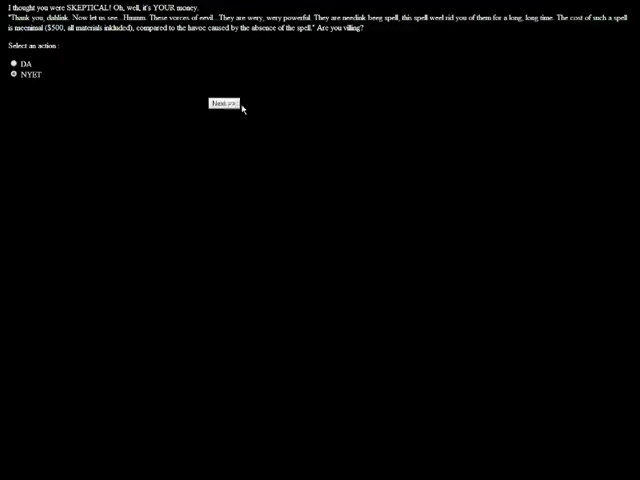 I thought you were SKEPTICAL! Oh, well, it's YOUR money.
"Thank you, dahlink. Now let us see...Hmmm. These vorces of eevil...They are wery, wery powerful. They are needink beeg spell, this spell weel rid you of them for a long, long time. The cost of such a spell
is meenimal ($500, all materials inkluded), compared to the havoc caused by the absence of the spell." Are you villing?
Select an action :
DA
NYET
Next >>